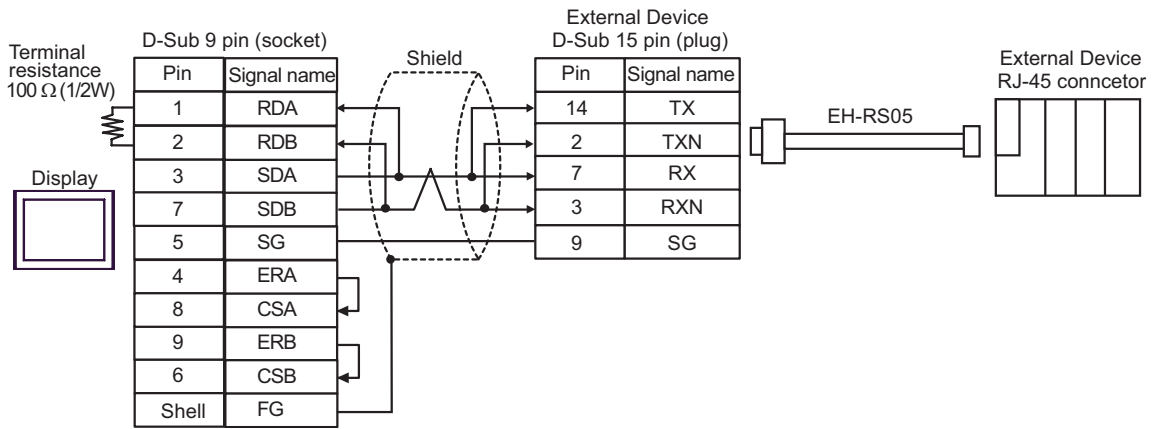 Terminal
resistance
100 Ω (1/2W)
Display
D-Sub 9 pin (socket)
Pin Signal name
1 RDA
2 RDB
3 SDA
7 SDB
5 SG
4 ERA
8 CSA
9 ERB
6 CSB
Shell FG
Shield
External Device
D-Sub 15 pin (plug)
Pin Signal name
14 TX
2 TXN
7 RX
3 RXN
9 SG
EH-RS05
External Device
RJ-45 conncetor